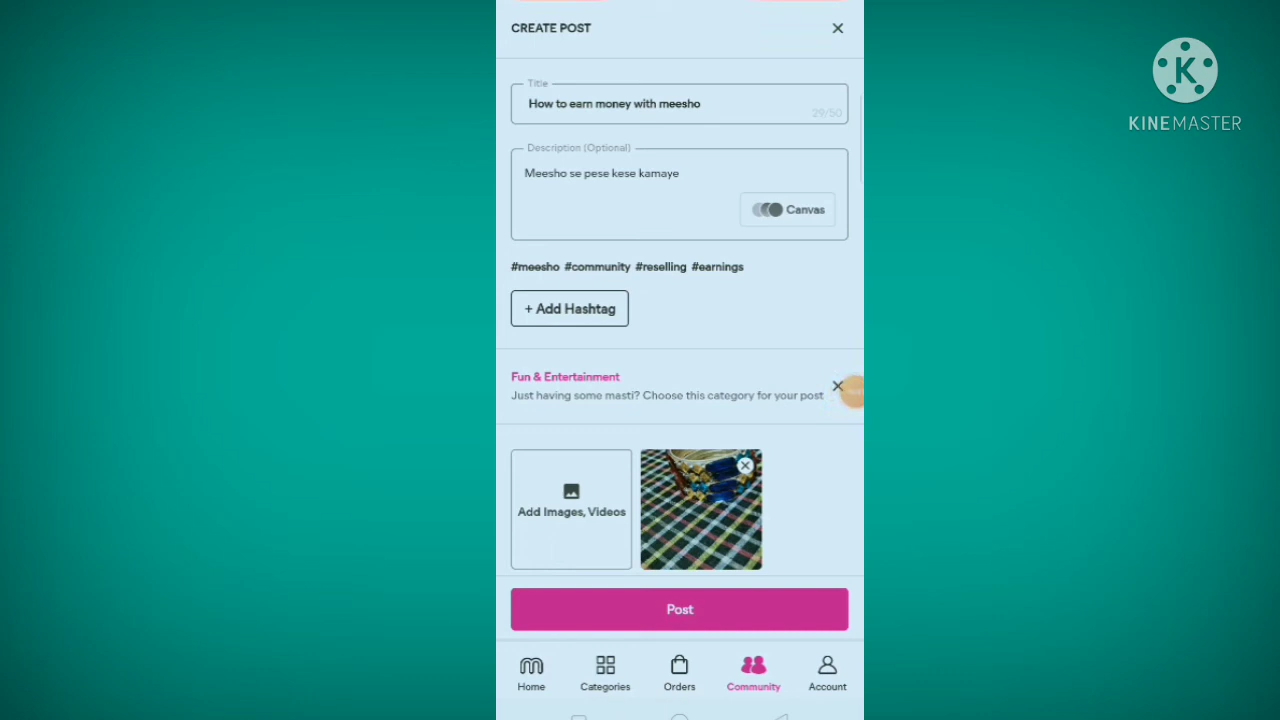 CREATE POST
Title
How to earn money with meesho
29/50
Description (Optional)
Meesho se pese kese kamaye
Canvas
#meesho #community #reselling #earnings
+ Add Hashtag
Fun & Entertainment
Just having some masti? Choose this category for your post
Add Images, Videos
Post
Home
Categories
Orders
Community
Account
K
KINEMASTER